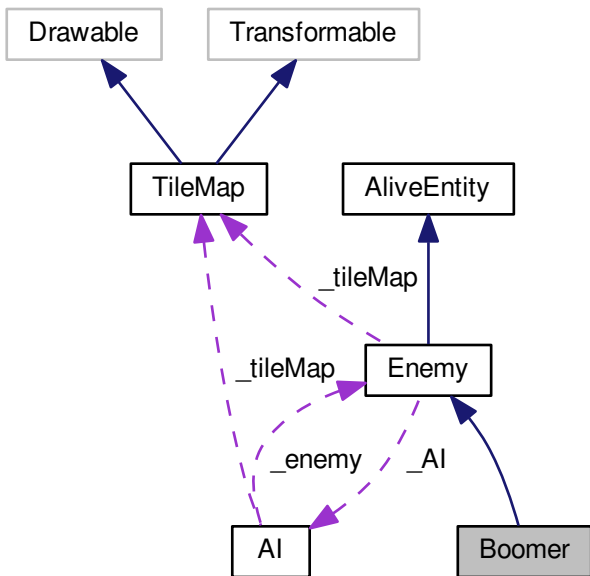 Drawable
Transformable
TileMap
AliveEntity
_tileMap
Enemy
_tileMap
_enemy
_AI
AI
Boomer